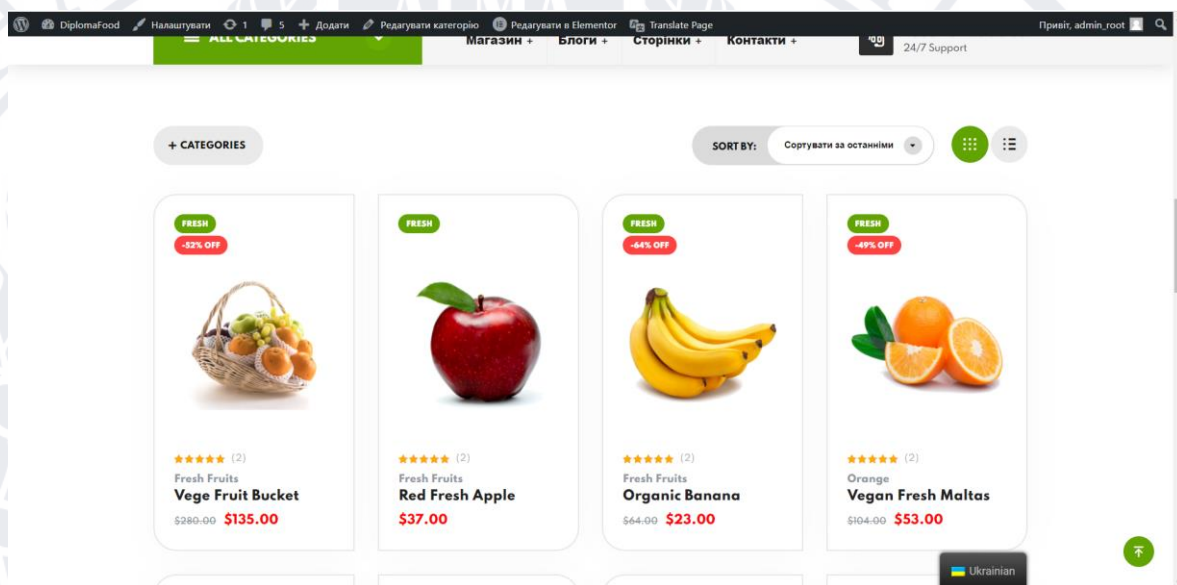 DiplomaFood Налаштувати 1 5 Додати Редагувати категорію Редагувати в Elementor Translate Page Привіт, admin_root
ALL CATEGORIES Магазин + Блоги + Сторінки + Контакти + 24/7 Support
+ CATEGORIES SORT BY: Сортувати за останніми
FRESH FRESH FRESH FRESH
-52% OFF -64% OFF -49% OFF
(2) (2) (2) (2)
Fresh Fruits Fresh Fruits Fresh Fruits Orange
Vege Fruit Bucket Red Fresh Apple Organic Banana Vegan Fresh Maltas
$280.00 $135.00 $37.00 $64.00 $23.00 $104.00 $53.00
Ukrainian